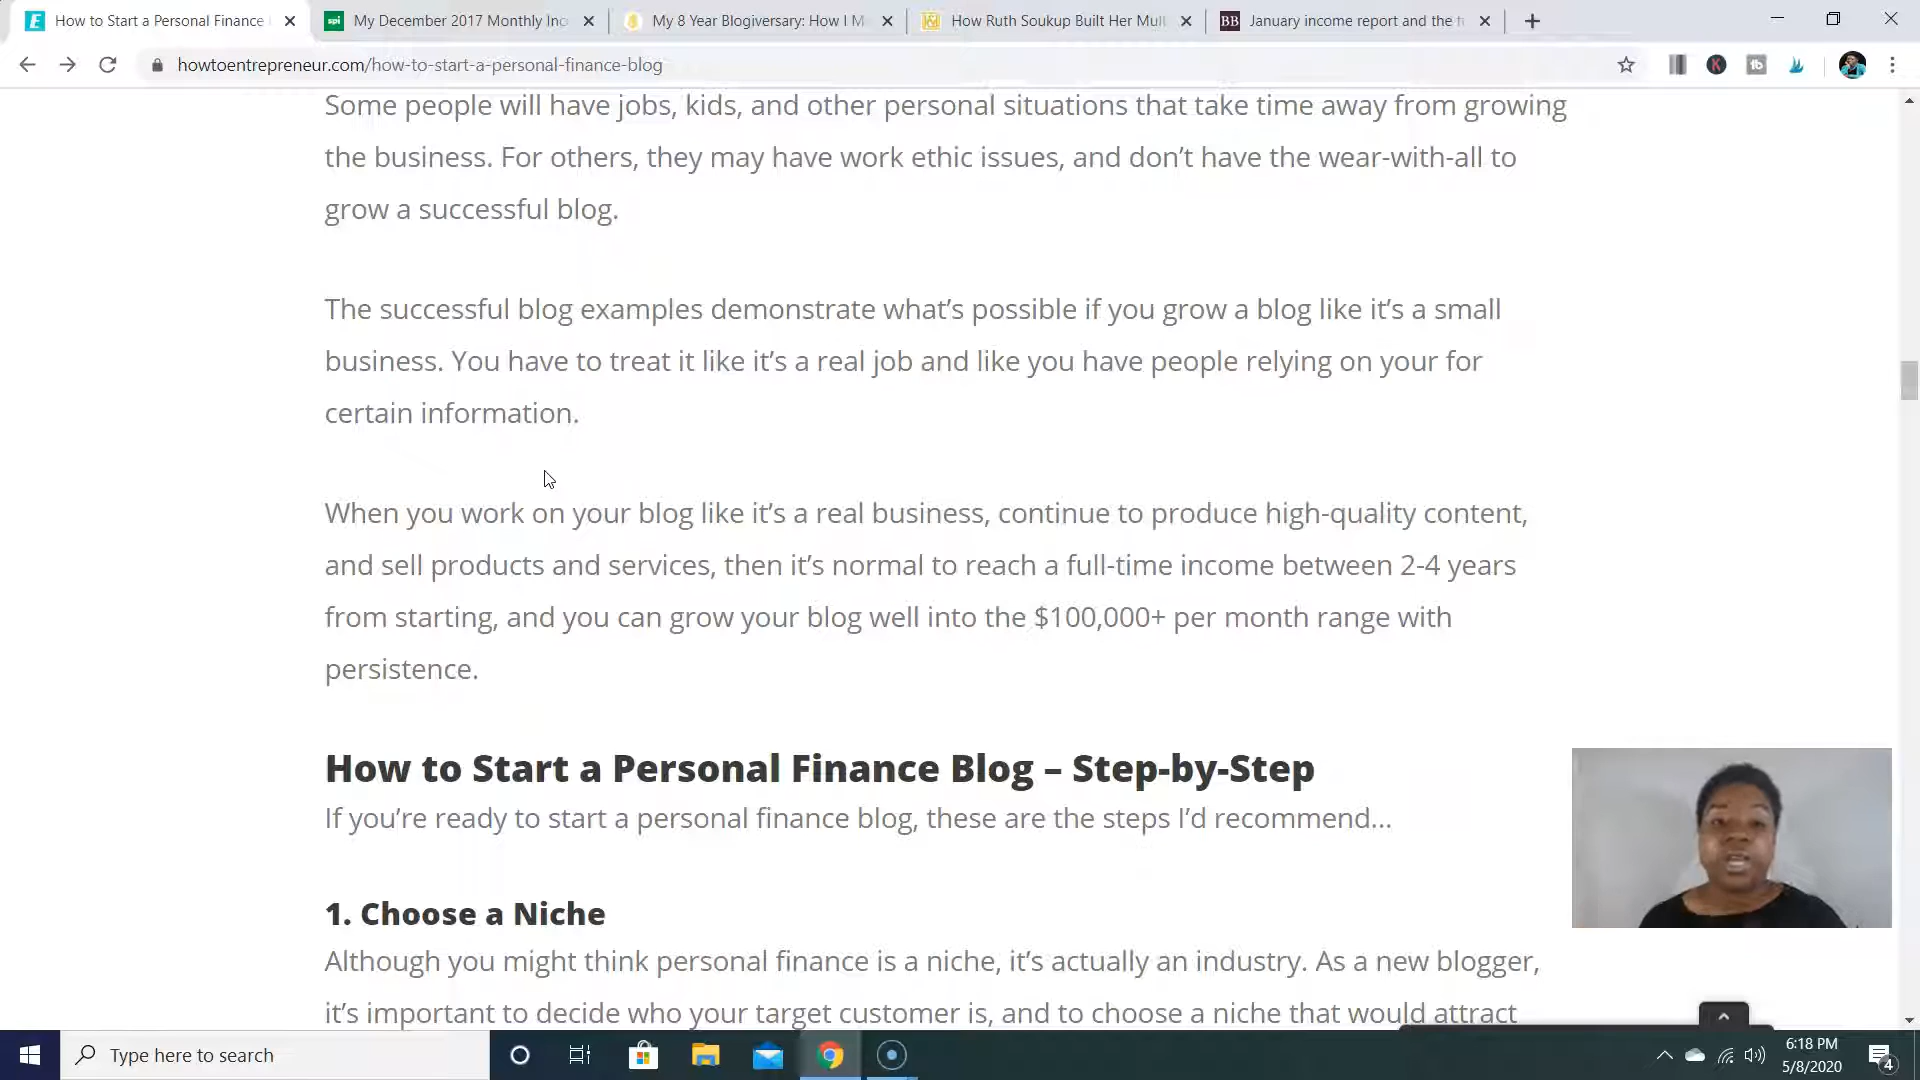 How to Start a Personal Finance
My December 2017 Monthly Inc
My 8 Year Blogiversary: How I M
How Ruth Soukup Built Her Mul
January income report and the
howtoentrepreneur.com/how-to-start-a-personal-finance-blog
Some people will have jobs, kids, and other personal situations that take time away from growing
the business. For others, they may have work ethic issues, and don’t have the wear-with-all to
grow a successful blog.
The successful blog examples demonstrate what’s possible if you grow a blog like it’s a small
business. You have to treat it like it’s a real job and like you have people relying on your for
certain information.
When you work on your blog like it’s a real business, continue to produce high-quality content,
and sell products and services, then it’s normal to reach a full-time income between 2-4 years
from starting, and you can grow your blog well into the $100,000+ per month range with
persistence.
How to Start a Personal Finance Blog – Step-by-Step
If you’re ready to start a personal finance blog, these are the steps I’d recommend…
1. Choose a Niche
Although you might think personal finance is a niche, it’s actually an industry. As a new blogger,
it’s important to decide who your target customer is, and to choose a niche that would attract
Type here to search
6:18 PM
5/8/2020
4